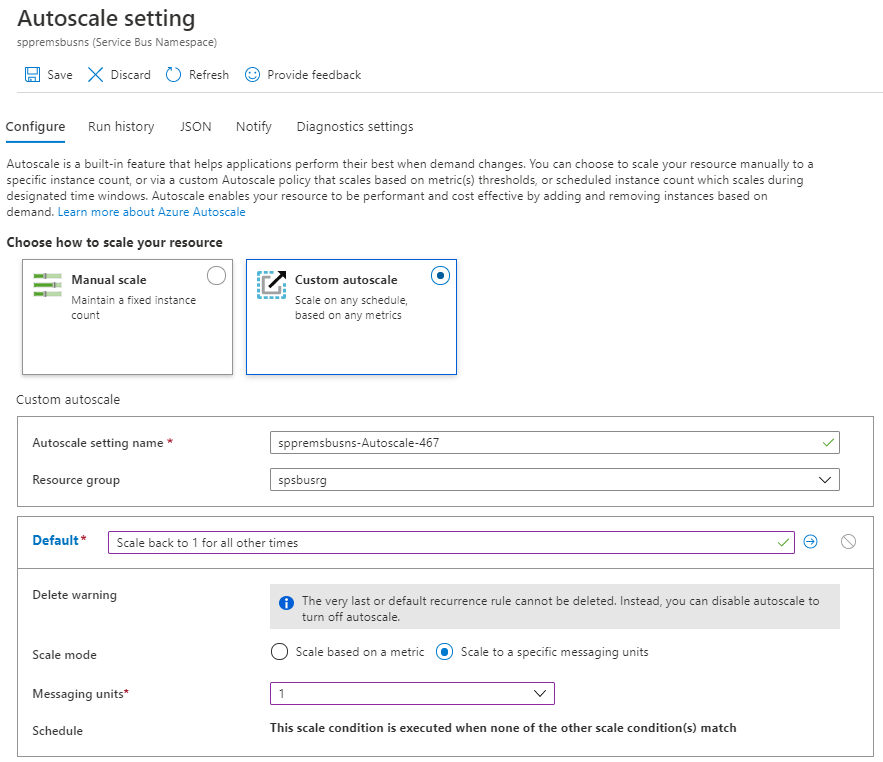 Autoscale setting
sppremsbusns (Service Bus Namespace)
Save Discard Refresh Provide feedback
Configure Run history JSON Notify Diagnostics settings
Autoscale is a built-in feature that helps applications perform their best when demand changes. You can choose to scale your resource manually to a
specific instance count, or via a custom Autoscale policy that scales based on metric(s) thresholds, or scheduled instance count which scales during
designated time windows. Autoscale enables your resource to be performant and cost effective by adding and removing instances based on
demand. Learn more about Azure Autoscale
Choose how to scale your resource
Manual scale
Maintain a fixed instance
count
Custom autoscale
Scale on any schedule,
based on any metrics
Custom autoscale
Autoscale setting name *
sppremsbusns-Autoscale-467
Resource group
spsbusrg
Default*
Scale back to 1 for all other times
Delete warning
The very last or default recurrence rule cannot be deleted. Instead, you can disable autoscale to
turn off autoscale.
Scale mode
Scale based on a metric
Scale to a specific messaging units
Messaging units*
1
Schedule
This scale condition is executed when none of the other scale condition(s) match